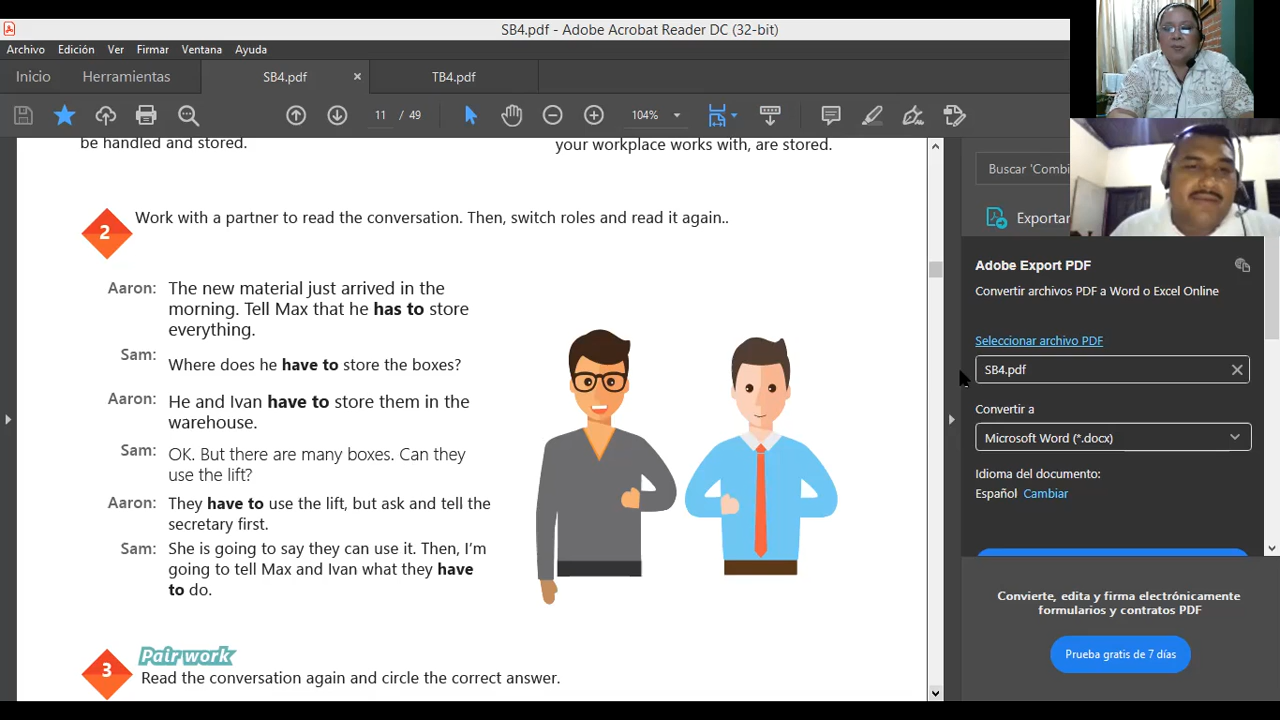 SB4.pdf - Adobe Acrobat Reader DC (32-bit)
Archivo Edición Ver Firmar Ventana Ayuda
Inicio Herramientas SB4.pdf × TB4.pdf
11 / 49 104%
be handled and stored.
your workplace works with, are stored.
2 Work with a partner to read the conversation. Then, switch roles and read it again..
Aaron: The new material just arrived in the
morning. Tell Max that he has to store
everything.
Sam: Where does he have to store the boxes?
Aaron: He and Ivan have to store them in the
warehouse.
Sam: OK. But there are many boxes. Can they
use the lift?
Aaron: They have to use the lift, but ask and tell the
secretary first.
Sam: She is going to say they can use it. Then, I'm
going to tell Max and Ivan what they have
to do.
3 Pair work
Read the conversation again and circle the correct answer.
Buscar 'Combi
Exportar
Adobe Export PDF
Convertir archivos PDF a Word o Excel Online
Seleccionar archivo PDF
SB4.pdf
Convertir a
Microsoft Word (*.docx)
Idioma del documento:
Español Cambiar
Convierte, edita y firma electrónicamente
formularios y contratos PDF
Prueba gratis de 7 días